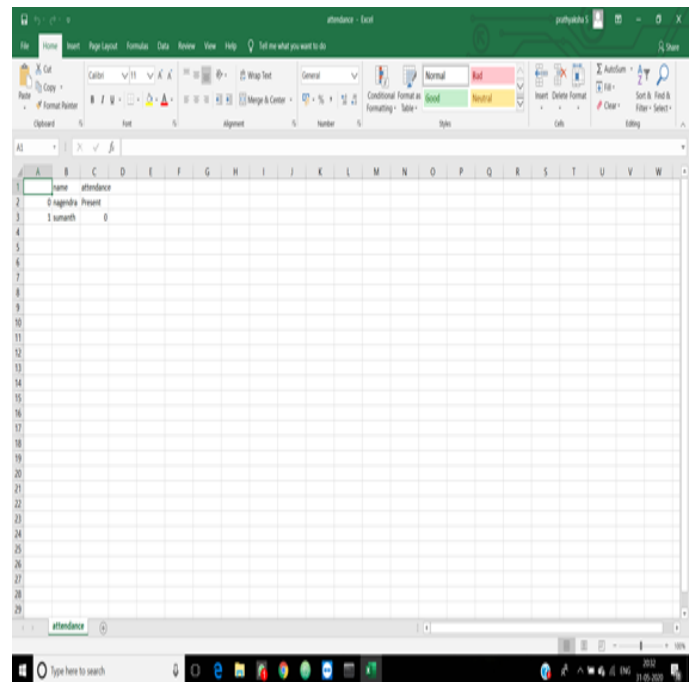 attendance - Excel
prathyaksha S
File Home Insert Page Layout Formulas Data Review View Help Tell me what you want to do
Share
Cut
Copy
Format Painter
Paste
Calibri 11
B I U
Wrap Text
Merge & Center
General
Conditional Formatting
Format as Table
Normal Bad
Good Neutral
Insert Delete Format
AutoSum
Fill
Clear
Sort & Filter
Find & Select
Clipboard Font Alignment Number Styles Cells Editing
A1
A B C D E F G H I J K L M N O P Q R S T U V W
1 name attendance
2 0 nagendra Present
3 1 sumanth 0
4
5
6
7
8
9
10
11
12
13
14
15
16
17
18
19
20
21
22
23
24
25
26
27
28
29
attendance
100%
Type here to search
ENG
20:32
31-05-2020